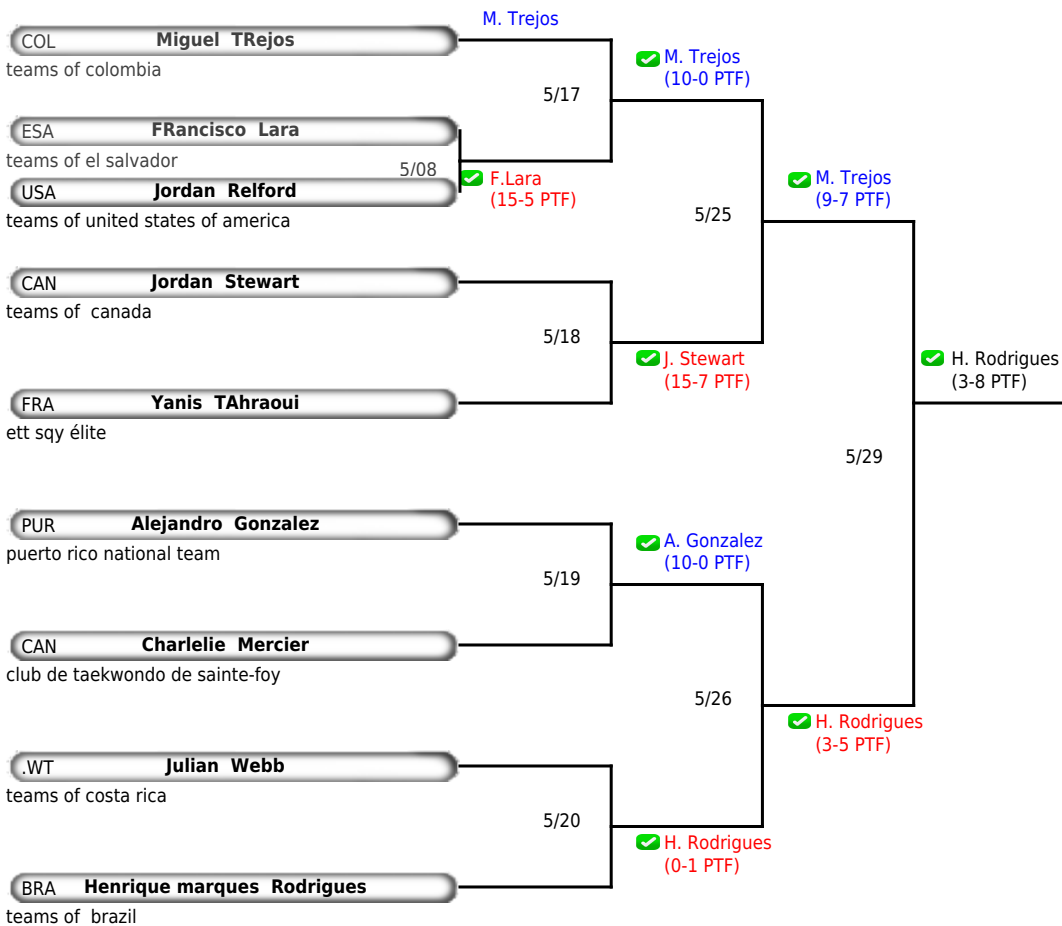 M. Trejos
COL Miguel TRejos
teams of colombia
M. Trejos
(10-0 PTF)
5/17
ESA FRancisco Lara
teams of el salvador
5/08
F.Lara
(15-5 PTF)
USA Jordan Relford
teams of united states of america
M. Trejos
(9-7 PTF)
5/25
CAN Jordan Stewart
teams of canada
5/18
J. Stewart
(15-7 PTF)
H. Rodrigues
(3-8 PTF)
FRA Yanis TAhraoui
ett sqy élite
5/29
PUR Alejandro Gonzalez
puerto rico national team
A. Gonzalez
(10-0 PTF)
5/19
CAN Charlelie Mercier
club de taekwondo de sainte-foy
5/26
H. Rodrigues
(3-5 PTF)
.WT Julian Webb
teams of costa rica
5/20
H. Rodrigues
(0-1 PTF)
BRA Henrique marques Rodrigues
teams of brazil